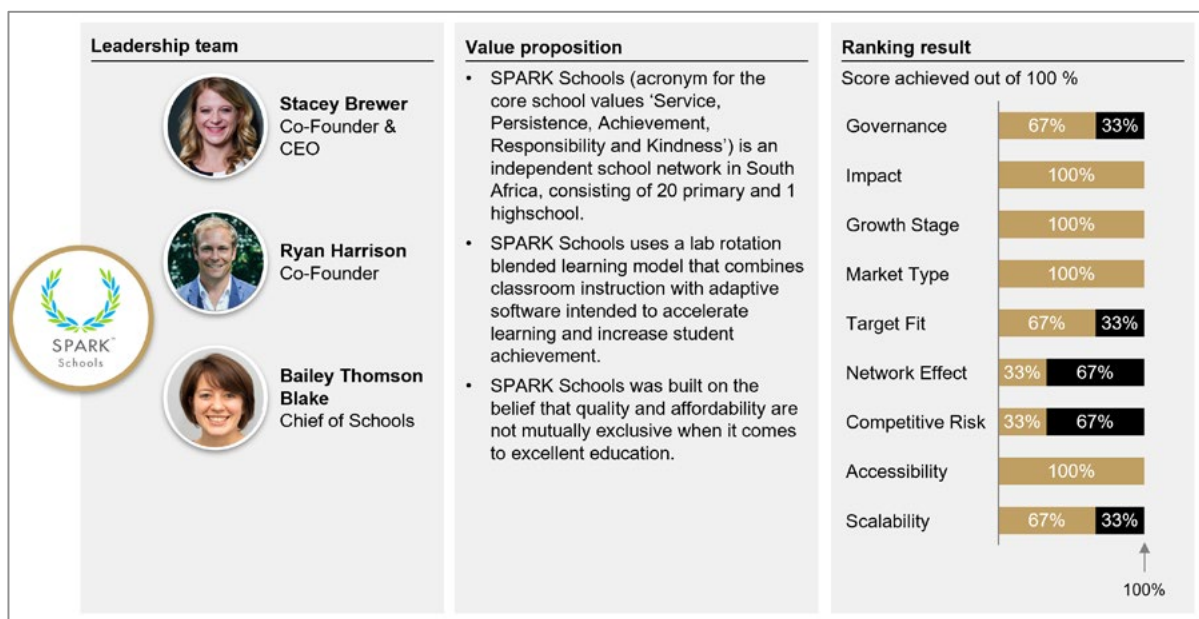 Leadership team
Stacey Brewer
Co-Founder &
CEO
Ryan Harrison
Co-Founder
Bailey Thomson
Blake
Chief of Schools
SPARK™
Schools
Value proposition
• SPARK Schools (acronym for the
core school values ‘Service,
Persistence, Achievement,
Responsibility and Kindness’) is an
independent school network in South
Africa, consisting of 20 primary and 1
highschool.
• SPARK Schools uses a lab rotation
blended learning model that combines
classroom instruction with adaptive
software intended to accelerate
learning and increase student
achievement.
• SPARK Schools was built on the
belief that quality and affordability are
not mutually exclusive when it comes
to excellent education.
Ranking result
Score achieved out of 100 %
Governance 67% 33%
Impact 100%
Growth Stage 100%
Market Type 100%
Target Fit 67% 33%
Network Effect 33% 67%
Competitive Risk 33% 67%
Accessibility 100%
Scalability 67% 33%
100%